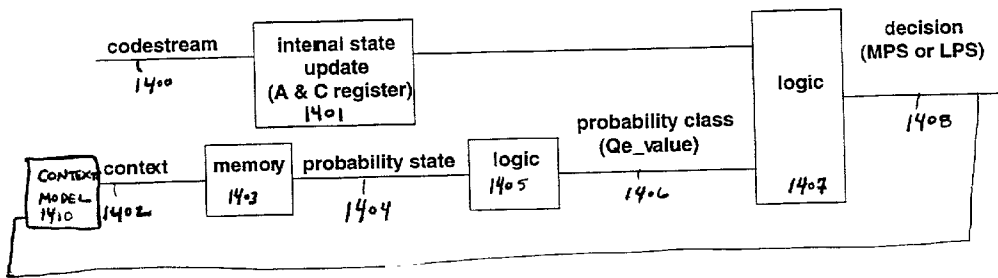 codestream
1400
internal state
update
(A & C register)
1401
logic
1407
decision
(MPS or LPS)
1408
CONTEXT
MODEL
1410
context
1402
memory
1403
probability state
1404
logic
1405
probability class
(Qe_value)
1406